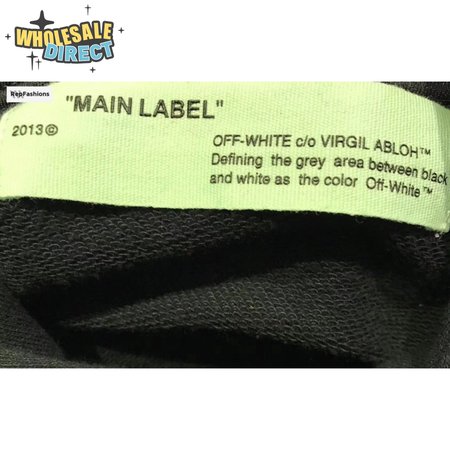 WHOLESALE
DIRECT
RepFashions
"MAIN LABEL"
2013©
OFF-WHITE c/o VIRGIL ABLOH™
Defining the grey area between black
and white as the color Off-White™